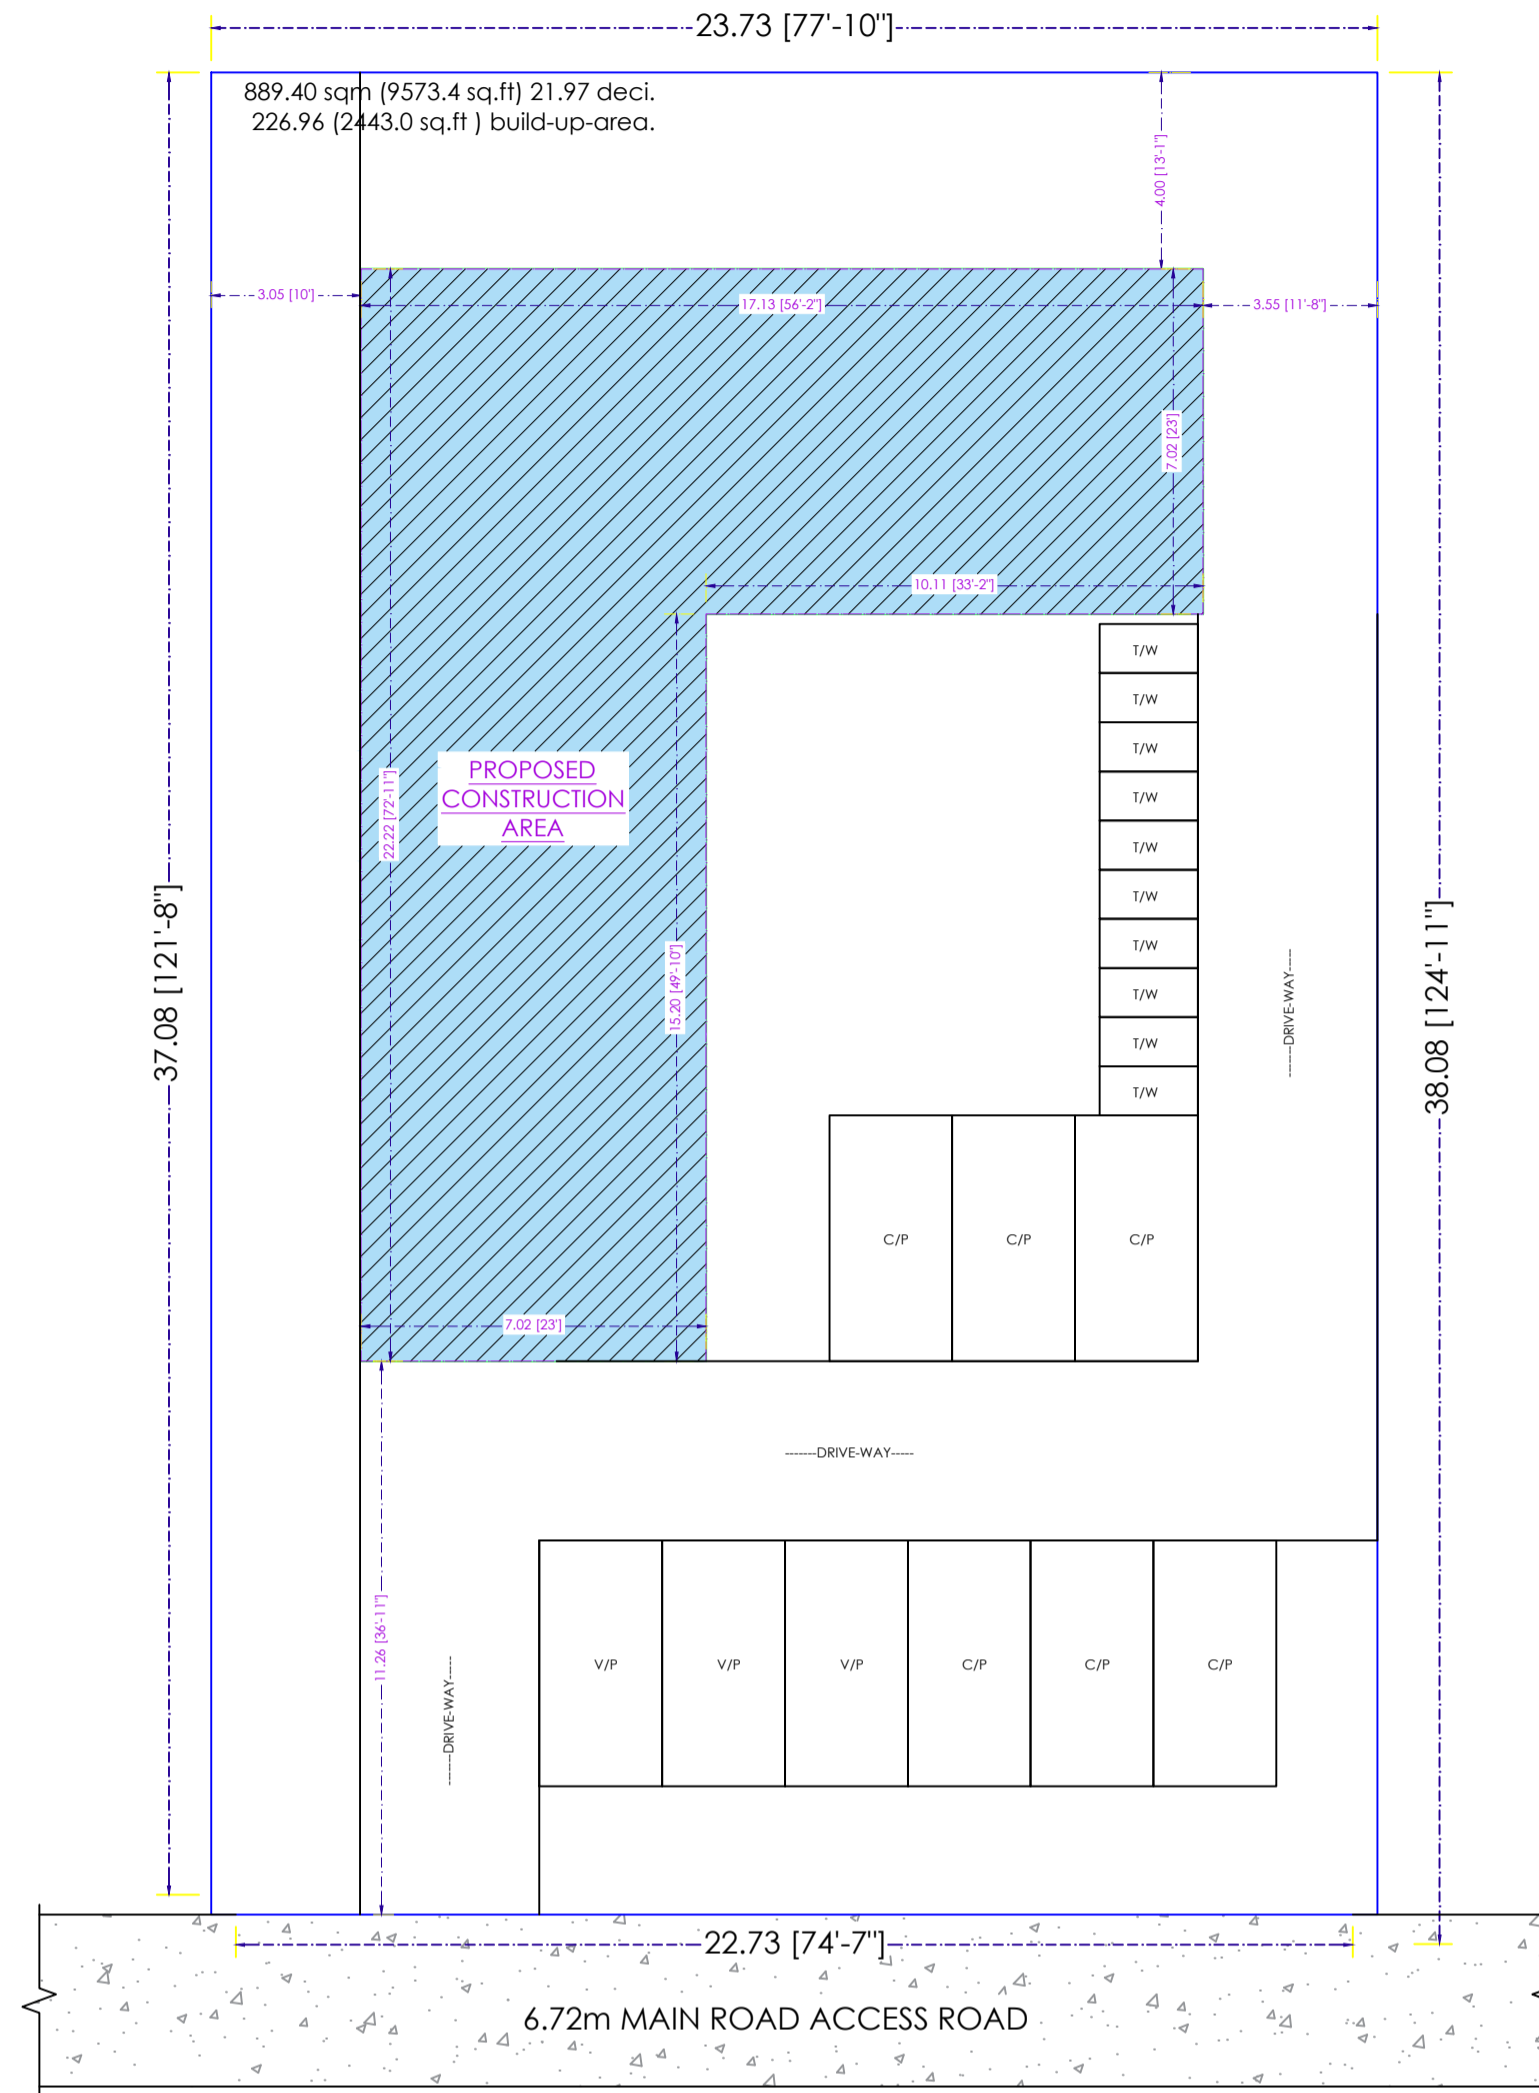 23.73 [77'-10"]
889.40 sqm (9573.4 sq.ft) 21.97 deci.
226.96 (2443.0 sq.ft ) build-up-area.
4.00 [13'-1"]
3.05 [10']
17.13 [56'-2"]
3.55 [11'-8"]
7.02 [23']
10.11 [33'-2"]
T/W
T/W
T/W
T/W
T/W
T/W
T/W
T/W
T/W
T/W
PROPOSED
CONSTRUCTION
AREA
22.22 [72'-11"]
15.20 [49'-10"]
37.08 [121'-8"]
38.08 [124'-11"]
------DRIVE-WAY----
C/P
C/P
C/P
7.02 [23']
-------DRIVE-WAY-----
11.26 [36'-11"]
------DRIVE-WAY-----
V/P
V/P
V/P
C/P
C/P
C/P
22.73 [74'-7"]
6.72m MAIN ROAD ACCESS ROAD